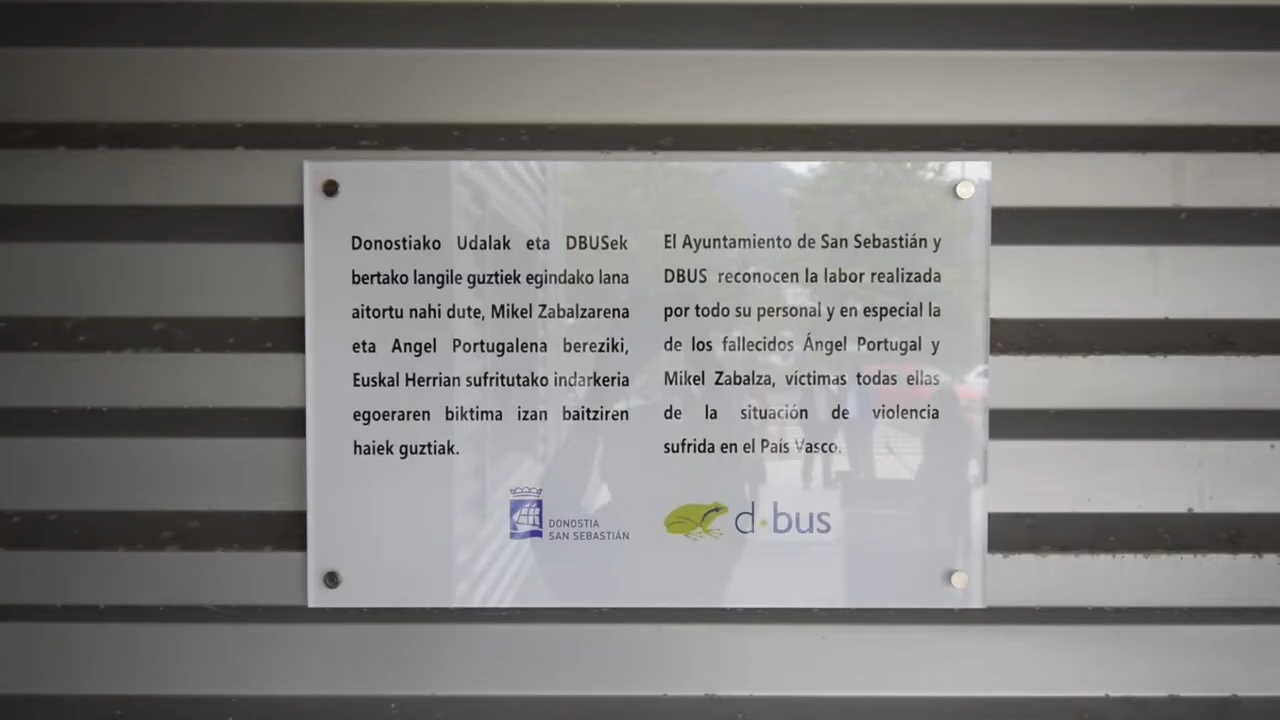 Donostiako Udalak eta DBUSek
bertako langile guztiek egindako lana
aitortu nahi dute, Mikel Zabalzarena
eta Angel Portugalena bereziki,
Euskal Herrian sufritutako indarkeria
egoeraren biktima izan baitziren
haiek guztiak.
El Ayuntamiento de San Sebastián y
DBUS reconocen la labor realizada
por todo su personal y en especial la
de los fallecidos Ángel Portugal y
Mikel Zabalza, víctimas todas ellas
de la situación de violencia
sufrida en el País Vasco.
DONOSTIA
SAN SEBASTIÁN
d·bus